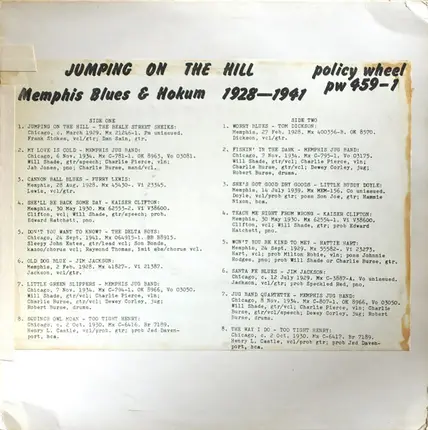 JUMPING ON THE HILL
policy wheel
pw 459-1
Memphis Blues & Hokum 1928-1941
SIDE ONE
1. JUMPING ON THE HILL - THE BEALE STREET SHEIKS:
Chicago, c. March 1929. Mx 21246-1. Pm unissued.
Frank Stokes, vcl/gtr; Dan Sain, gtr.
2. MY LOVE IS COLD - MEMPHIS JUG BAND:
Chicago, 6 Nov. 1934. Mx C-781-1. OK 8963, Vo 03081.
Will Shade, gtr/speech; Charlie Pierce, vln;
Jab Jones, pno; Charlie Burse, mand/vcl.
3. CANNON BALL BLUES - FURRY LEWIS:
Memphis, 28 Aug. 1928. Mx 45430-. Vi 23345.
Lewis, vcl/gtr.
4. SHE'LL BE BACK SOME DAY - KAISER CLIFTON:
Memphis, 30 May 1930. Mx 62553-2. Vi V38600.
Clifton, vcl; Will Shade, gtr/speech; prob.
Edward Hatchett, pno.
5. DON'T YOU WANT TO KNOW? - THE DELTA BOYS:
Chicago, 24 Sept. 1941. Mx 064915-1. BB B8915.
Sleepy John Estes, gtr/lead vcl; Son Bonds,
kazoo/chorus vcl; Raymond Thomas, imit sbs/chorus vcl.
6. OLD DOG BLUE - JIM JACKSON:
Memphis, 2 Feb. 1928. Mx 41827-. Vi 21387.
Jackson, vcl/gtr.
7. LITTLE GREEN SLIPPERS - MEMPHIS JUG BAND:
Chicago, 7 Nov. 1934. Mx C-794-1. OK 8966, Vo 03050.
Will Shade, gtr/vcl/speech; Charlie Pierce, vln;
Charlie Burse, gtr/vcl; Dewey Corley, jug;
Robert Burse, drums.
8. SQUINCH OWL MOAN - TOO TIGHT HENRY:
Chicago, c. 2 Oct. 1930. Mx C-6416. Br 7189.
Henry L. Castle, vcl/prob. gtr; prob Jed Daven-
port, hca.
SIDE TWO
1. WORRY BLUES - TOM DICKSON:
Memphis, 27 Feb. 1928. Mx 400356-B. OK 8570.
Dickson, vcl/gtr.
2. FISHIN' IN THE DARK - MEMPHIS JUG BAND:
Chicago, 7 Nov. 1934. Mx C-795-1. Vo 03175.
Will Shade, gtr/vcl; Charlie Pierce, vln;
Charlie Burse, gtr/vcl; Dewey Corley, jug;
Robert Burse, drums.
3. SHE'S GOT GOOD DRY GOODS - LITTLE BUDDY DOYLE:
Memphis, 14 July 1939. Mx MEM-156-1. Vo unissued.
Doyle, vcl/prob gtr; poss Son Joe, gtr; Hammie
Nixon, hca.
4. TEACH ME RIGHT FROM WRONG - KAISER CLIFTON:
Memphis, 30 May 1930. Mx 62554-1. Vi V38600.
Clifton, vcl; Will Shade, gtr; prob Edward
Hatchett, pno.
5. WON'T YOU BE KIND TO ME? - HATTIE HART:
Memphis, 24 Sept. 1929. Mx 55582-. Vi 23273.
Hart, vcl; prob Milton Robie, vln; poss Johnnie
Hodges, pno; prob Will Shade or Charlie Burse, gtr.
6. SANTA FE BLUES - JIM JACKSON:
Chicago, c. 12 July 1929. Mx C-3887-A. Vo unissued.
Jackson, vcl/gtr; prob Speckled Red, pno.
7. JUG BAND QUARTETTE - MEMPHIS JUG BAND:
Chicago, 8 Nov. 1934. Mx C-805-1. OK 8966, Vo 03050.
Will Shade, gtr/speech; Charlie Pierce, vln; Charlie
Burse, gtr/vcl/speech; Dewey Corley, jug; Robert
Burse, drums.
8. THE WAY I DO - TOO TIGHT HENRY:
Chicago, c. 2 Oct. 1930. Mx C-6417. Br 7189.
Henry L. Castle, vcl/prob gtr; prob Jed Daven-
port, hca.